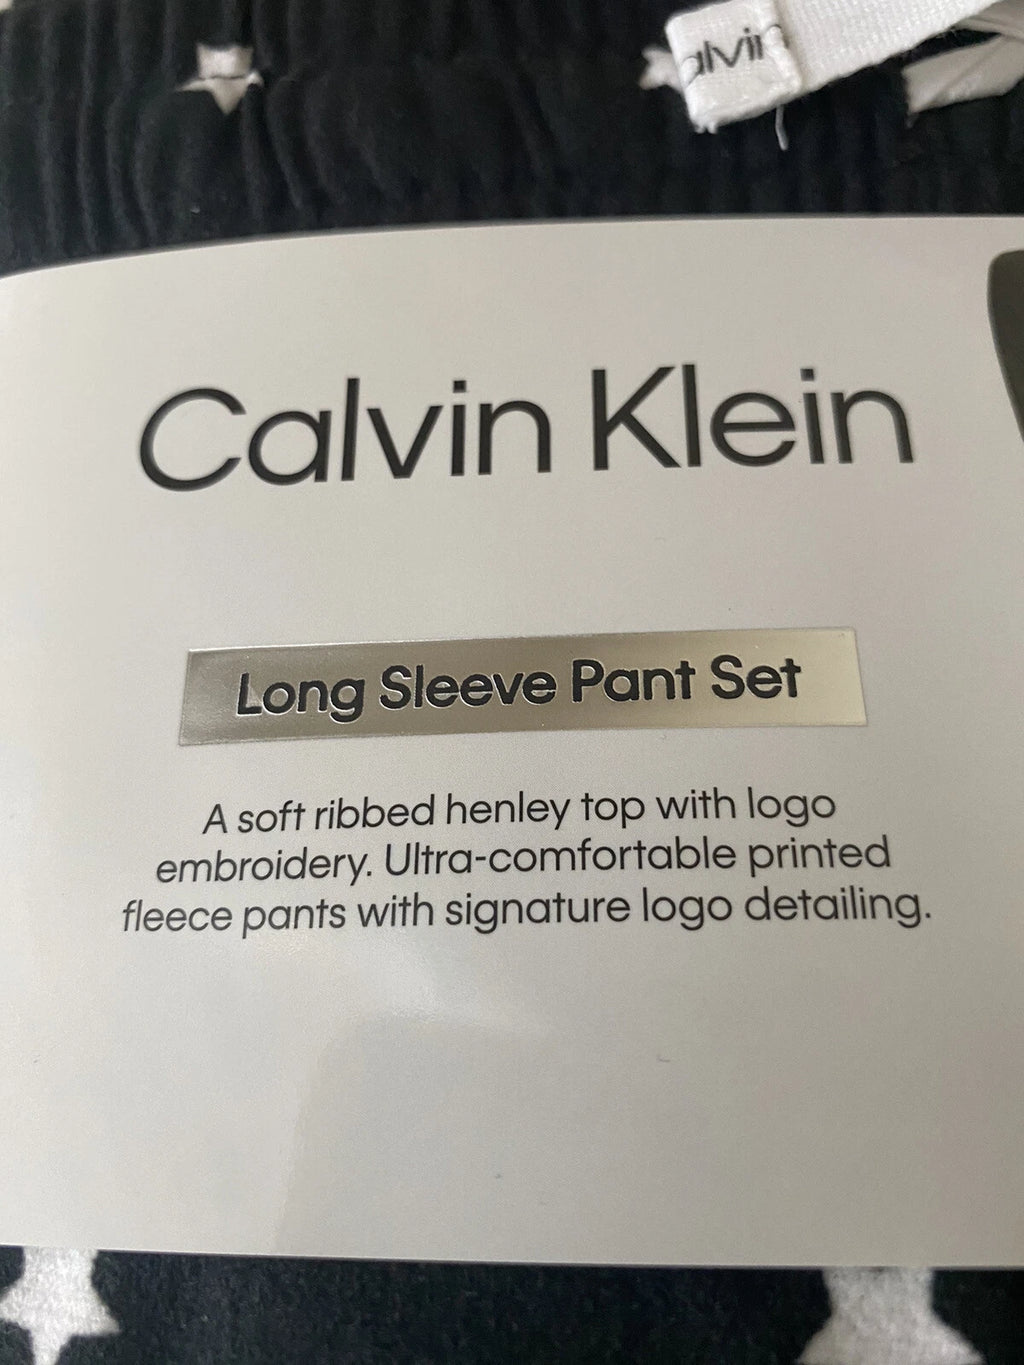 alvin
Calvin Klein
Long Sleeve Pant Set
A soft ribbed henley top with logo
embroidery. Ultra-comfortable printed
fleece pants with signature logo detailing.